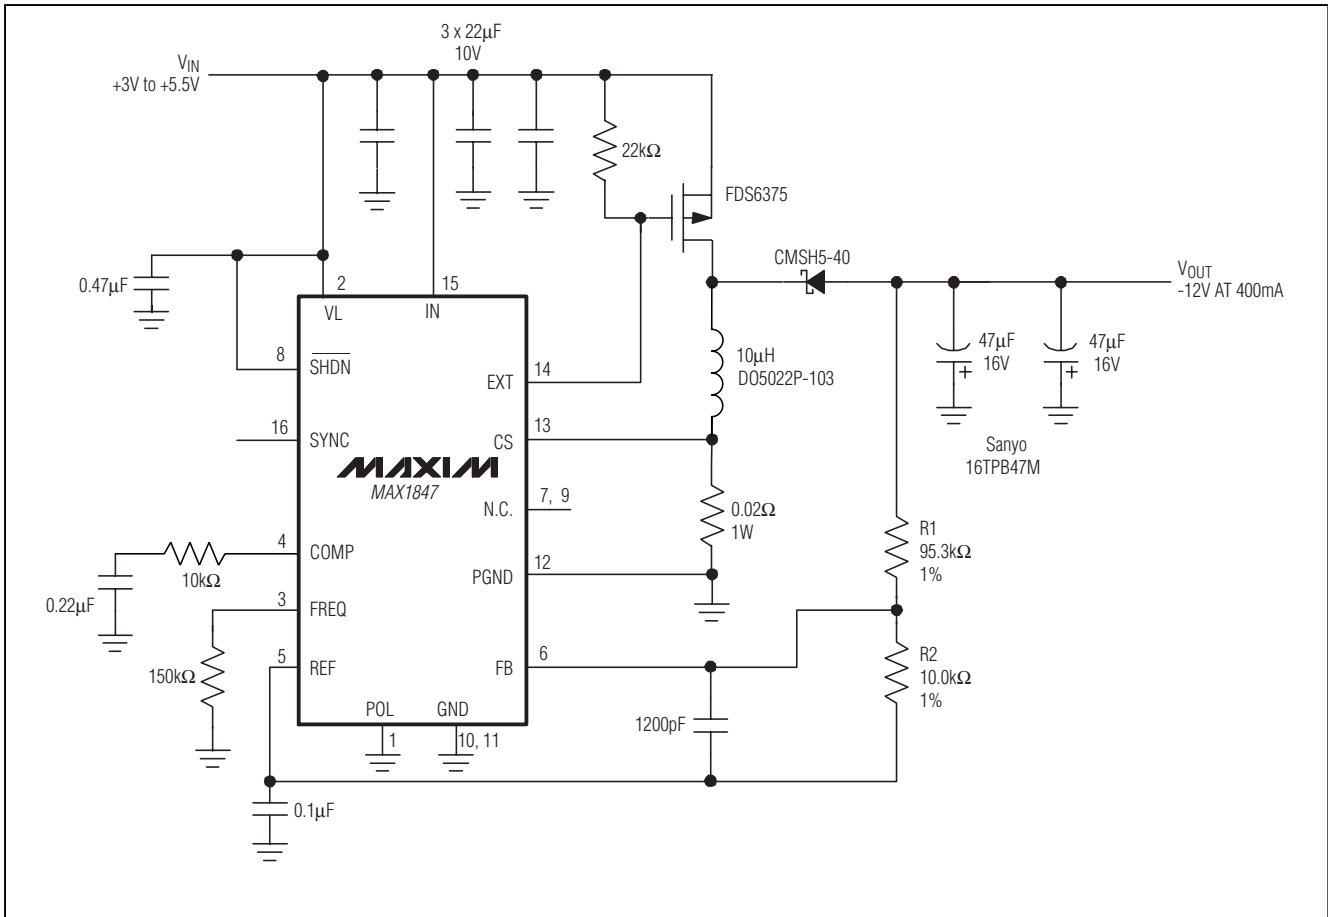 3 x 22µF
10V
VIN
+3V to +5.5V
22kΩ
FDS6375
CMSH5-40
VOUT
-12V AT 400mA
0.47µF
2
15
VL
IN
47µF
16V
+
47µF
16V
+
10µH
DO5022P-103
8
SHDN
14
EXT
16
SYNC
13
CS
Sanyo
16TPB47M
MAXIM
MAX1847
7, 9
N.C.
0.02Ω
1W
R1
95.3kΩ
1%
4
COMP
10kΩ
12
PGND
0.22µF
3
FREQ
5
REF
6
FB
150kΩ
R2
10.0kΩ
1%
POL
GND
1
10, 11
1200pF
0.1µF